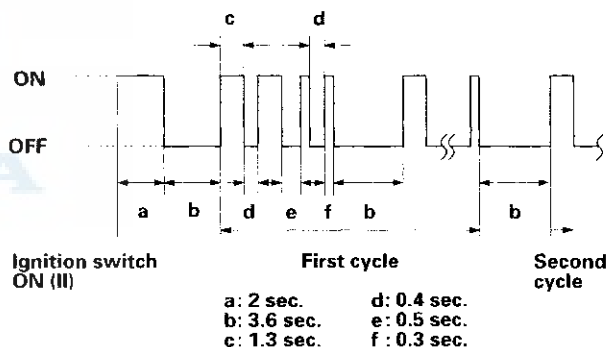 c d
ON
OFF
a b d e f b b
Ignition switch First cycle Second
ON (II) cycle
a: 2 sec. d: 0.4 sec.
b: 3.6 sec. e: 0.5 sec.
c: 1.3 sec. f : 0.3 sec.